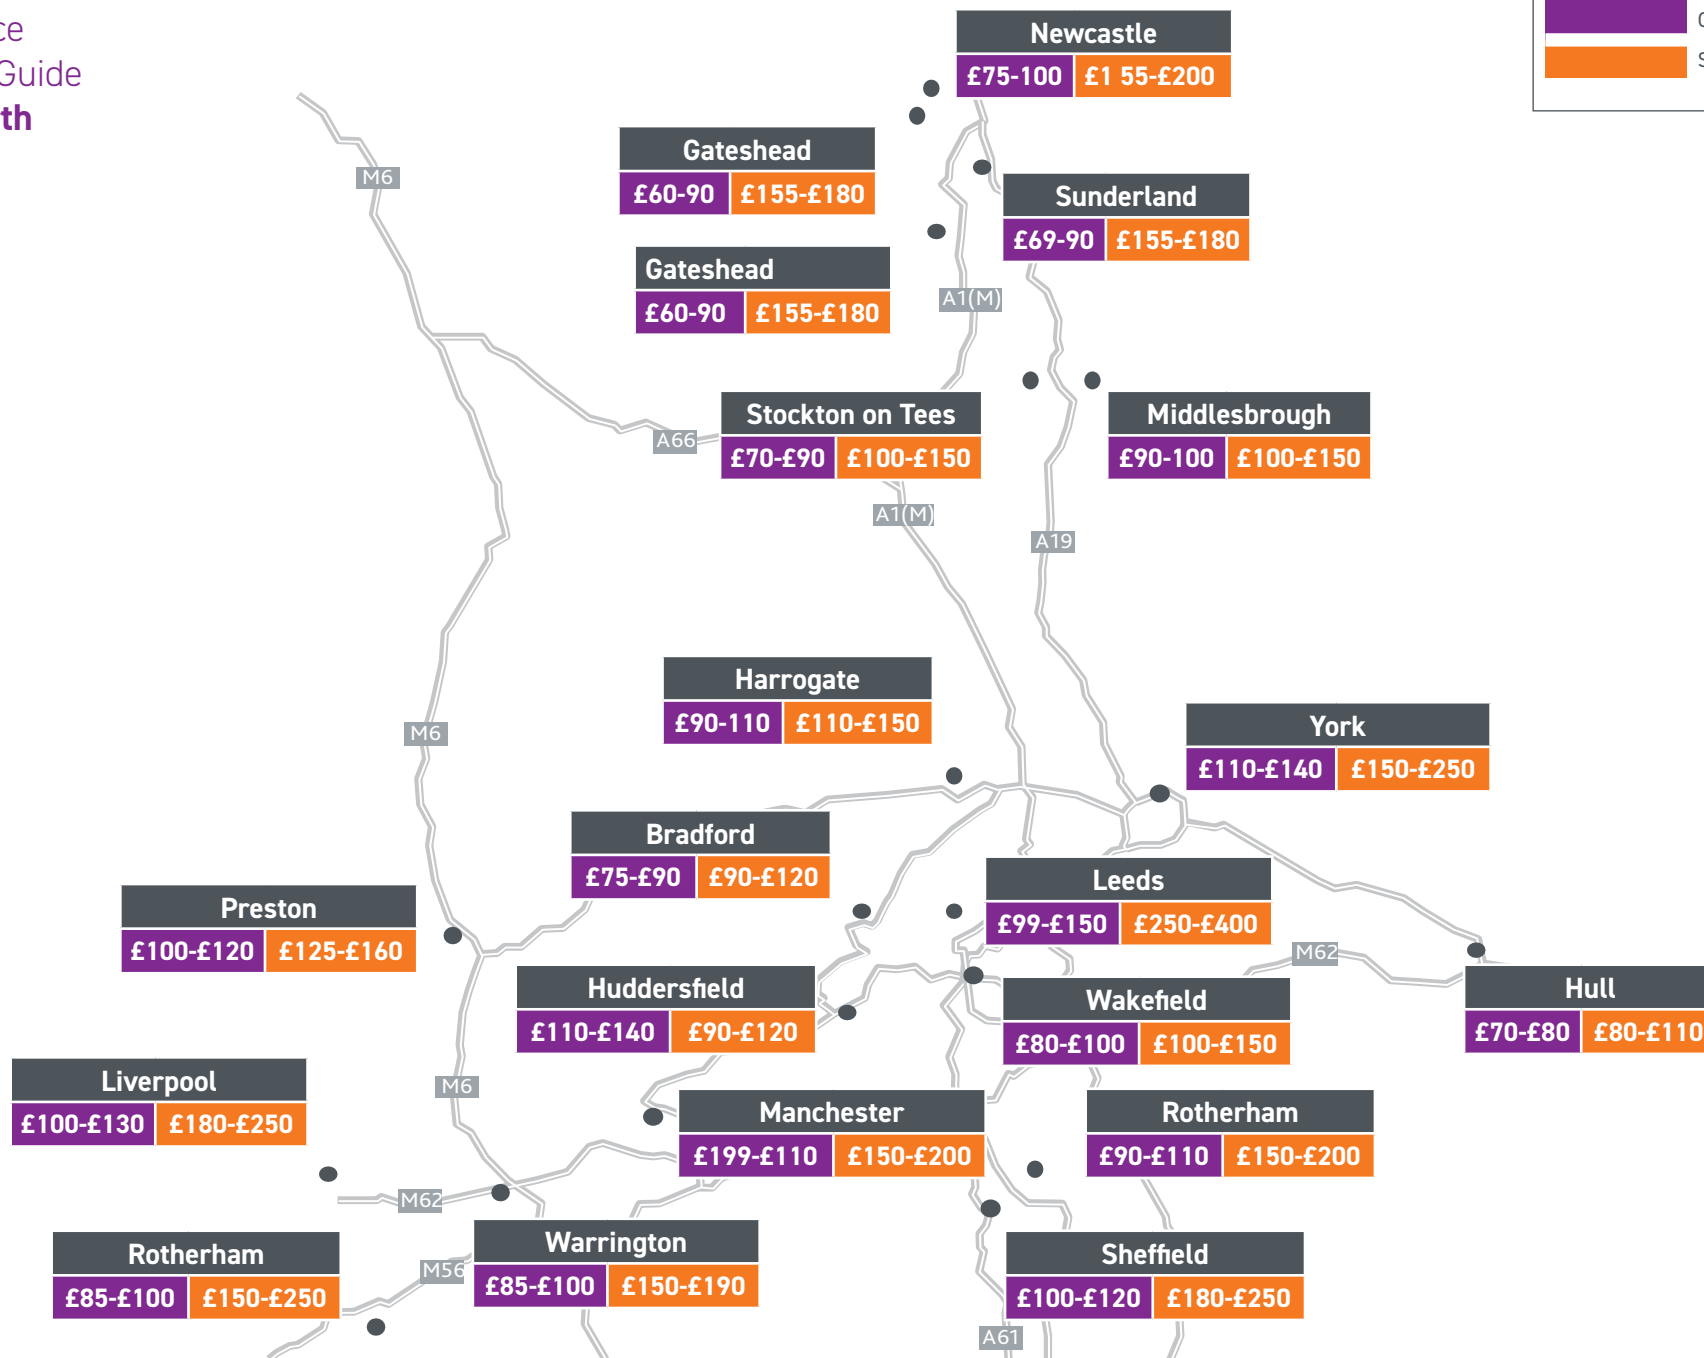 ce
Guide
th
Newcastle
£75-100 £1 55-£200
Gateshead
£60-90 £155-£180
M6
Sunderland
£69-90 £155-£180
Gateshead
£60-90 £155-£180
A1(M)
Stockton on Tees
£70-£90 £100-£150
Middlesbrough
£90-100 £100-£150
A66
A1(M)
A19
Harrogate
£90-110 £110-£150
York
£110-£140 £150-£250
M6
Bradford
£75-£90 £90-£120
Leeds
£99-£150 £250-£400
Preston
£100-£120 £125-£160
M62
Huddersfield
£110-£140 £90-£120
Wakefield
£80-£100 £100-£150
Hull
£70-£80 £80-£110
Liverpool
£100-£130 £180-£250
M6
Manchester
£199-£110 £150-£200
Rotherham
£90-£110 £150-£200
M62
Rotherham
£85-£100 £150-£250
M56
Warrington
£85-£100 £150-£190
Sheffield
£100-£120 £180-£250
A61